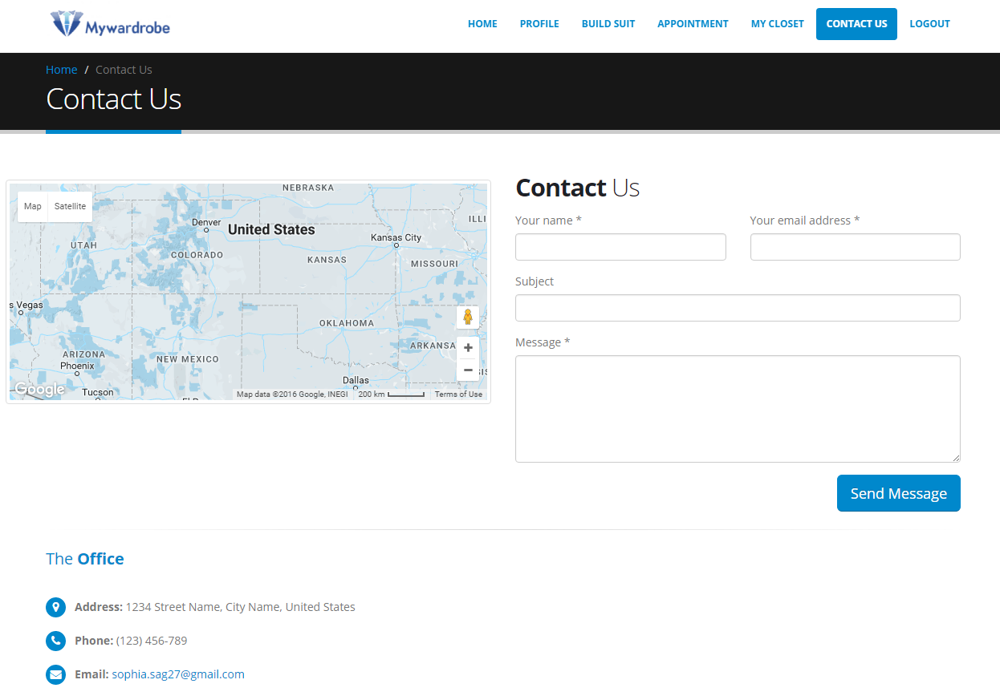 Mywardrobe
HOME PROFILE BUILD SUIT APPOINTMENT MY CLOSET CONTACT US LOGOUT
Home / Contact Us
Contact Us
Map Satellite
NEBRASKA
ILLI
Denver
United States
Kansas City
UTAH
COLORADO
KANSAS
MISSOURI
s Vegas
OKLAHOMA
ARKANSA
ARIZONA
NEW MEXICO
Phoenix
Dallas
Tucson
Google
Map data ©2016 Google, INEGI 200 km Terms of Use
Contact Us
Your name * Your email address *
Subject
Message *
Send Message
The Office
Address: 1234 Street Name, City Name, United States
Phone: (123) 456-789
Email: sophia.sag27@gmail.com